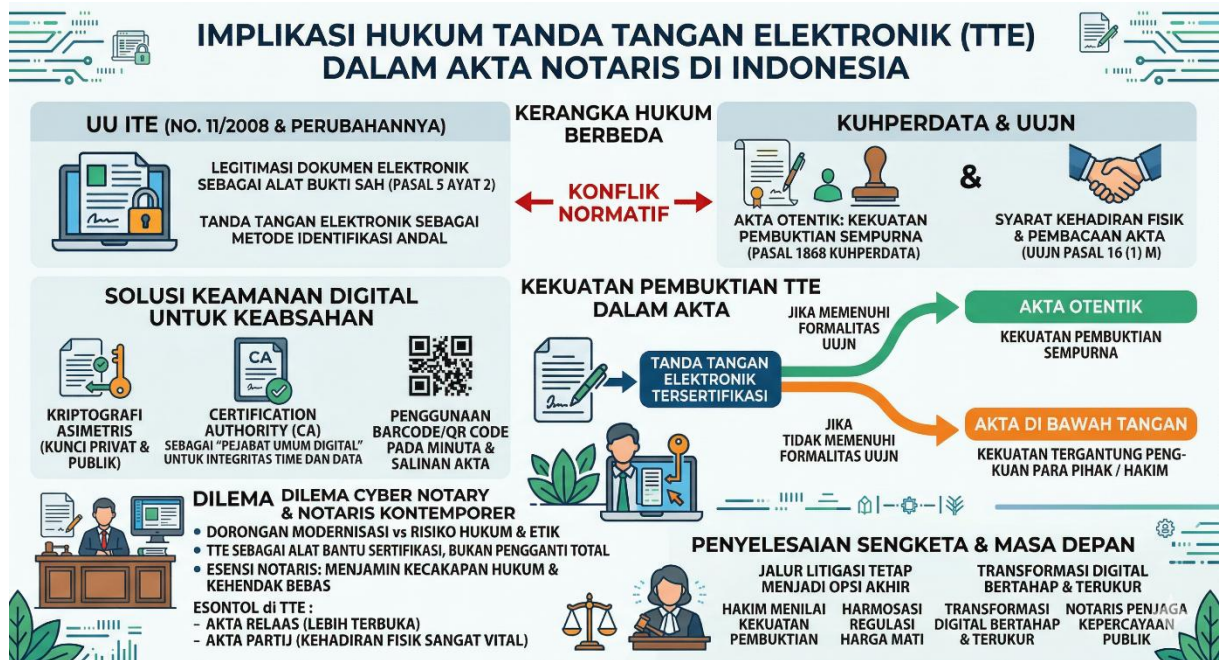 IMPLIKASI HUKUM TANDA TANGAN ELEKTRONIK (TTE)
DALAM AKTA NOTARIS DI INDONESIA
UU ITE (NO. 11/2008 & PERUBAHANNYA)
LEGITIMASI DOKUMEN ELEKTRONIK
SEBAGAI ALAT BUKTI SAH (PASAL 5 AYAT 2)
TANDA TANGAN ELEKTRONIK SEBAGAI
METODE IDENTIFIKASI ANDAL
KERANGKA HUKUM
BERBEDA
KONFLIK
NORMATIF
KUHPERDATA & UUJN
&
AKTA OTENTIK: KEKUATAN
PEMBUKTIAN SEMPURNA
(PASAL 1868 KUHPERDATA)
SYARAT KEHADIRAN FISIK
& PEMBACAAN AKTA
(UUJN PASAL 16 (1) M)
SOLUSI KEAMANAN DIGITAL
UNTUK KEABSAHAN
KRIPTOGRAFI
ASIMETRIS
(KUNCI PRIVAT &
PUBLIK)
CA
CERTIFICATION
AUTHORITY (CA)
SEBAGAI "PEJABAT UMUM DIGITAL"
UNTUK INTEGRITAS TIME DAN DATA
PENGGUNAAN
BARCODE/QR CODE
PADA MINUTA &
SALINAN AKTA
KEKUATAN PEMBUKTIAN TTE
DALAM AKTA
TANDA TANGAN
ELEKTRONIK
TERSERTIFIKASI
JIKA MEMENUHI
FORMALITAS
UUJN
AKTA OTENTIK
KEKUATAN PEMBUKTIAN
SEMPURNA
JIKA
TIDAK MEMENUHI
FORMALITAS UUJN
AKTA DI BAWAH TANGAN
KEKUATAN TERGANTUNG PENG-
KUAN PARA PIHAK / HAKIM
DILEMA
DILEMA CYBER NOTARY
& NOTARIS KONTEMPORER
• DORONGAN MODERNISASI vs RISIKO HUKUM & ETIK
• TTE SEBAGAI ALAT BANTU SERTIFIKASI, BUKAN PENGGANTI TOTAL
• ESENSI NOTARIS: MENJAMIN KECAKAPAN HUKUM &
KEHENDAK BEBAS
ESONTOL di TTE :
– AKTA RELAAS (LEBIH TERBUKA)
– AKTA PARTIJ (KEHADIRAN FISIK SANGAT VITAL)
PENYELESAIAN SENGKETA & MASA DEPAN
JALUR LITIGASI TETAP
MENJADI OPSI AKHIR
TRANSFORMASI DIGITAL
BERTAHAP & TERUKUR
HAKIM MENILAI
KEKUATAN
PEMBUKTIAN
HARMOSASI
REGULASI
HARGA MATI
TRANSFORMASI
DIGITAL BERTAHAP
& TERUKUR
NOTARIS PENJAGA
KEPERCAYAAN
PUBLIK